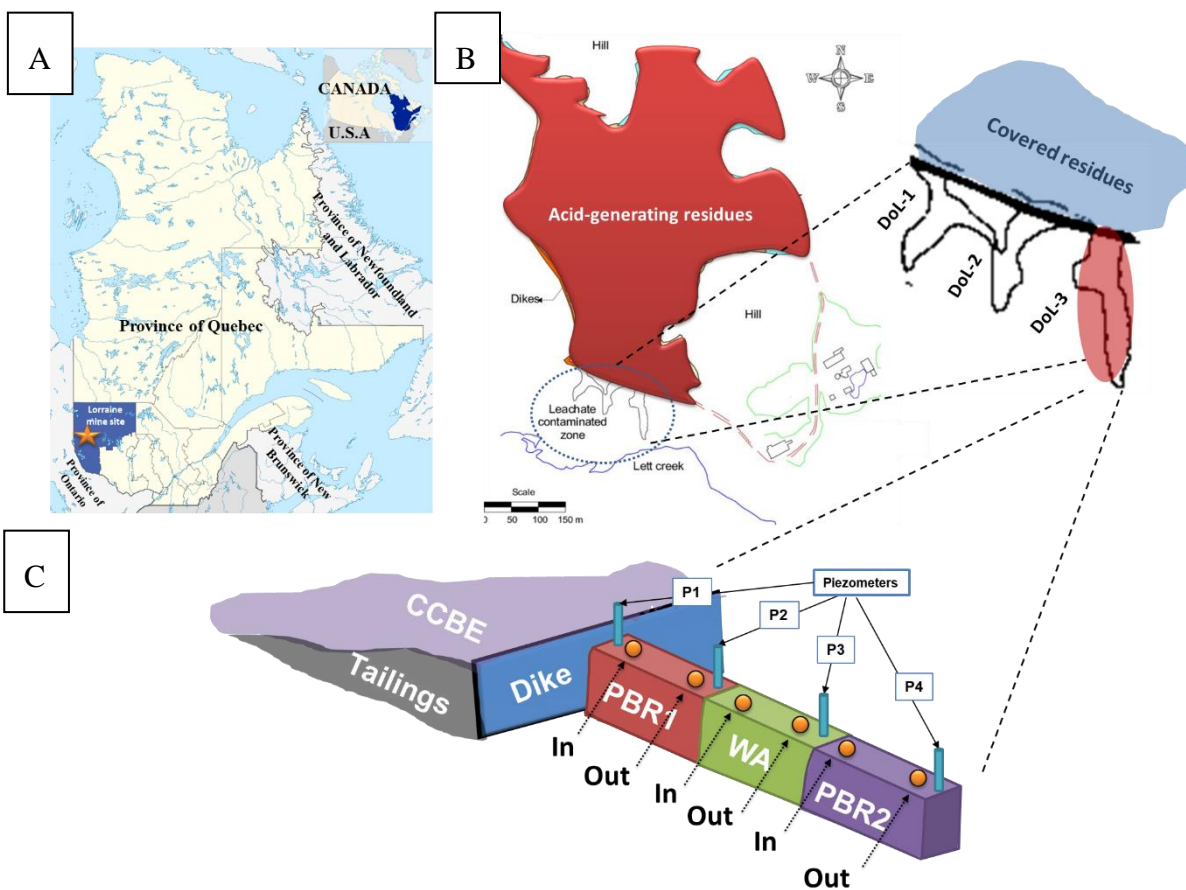 A
CANADA
U.S.A
Province of Newfoundland
and Labrador
Province of Quebec
Lorraine
mine site
Province of
Ontario
Province of New
Brunswick
B
Hill
N
W E
S
Acid-generating residues
Dikes
Hill
Leachate
contaminated
zone
Lett creek
Scale
0 50 100 150 m
Covered residues
DoL-1
DoL-2
DoL-3
C
CCBE
Tailings
Dike
P1
Piezometers
P2
P3
P4
PBR1
WA
PBR2
In
Out
In
Out
In
Out